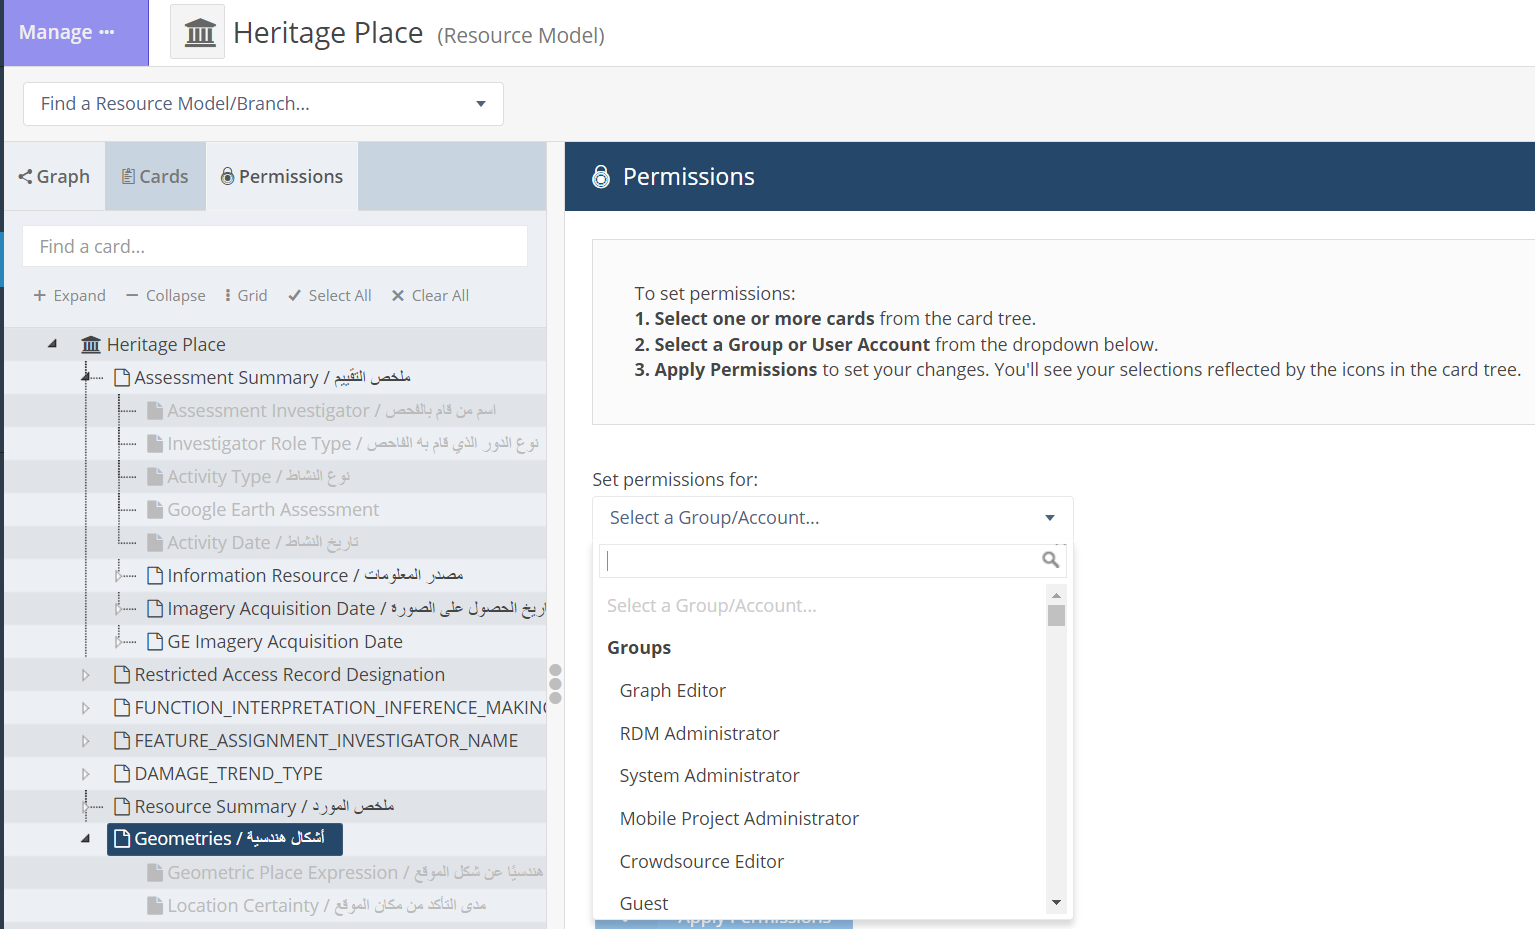 Manage ···
Heritage Place (Resource Model)
Find a Resource Model/Branch...
Graph
Cards
Permissions
Find a card...
+ Expand
− Collapse
Grid
Select All
Clear All
Heritage Place
Assessment Summary / ملخص التقييم
Assessment Investigator / اسم من قام بالفحص
Investigator Role Type / نوع الدور الذي قام به الفاحص
Activity Type / نوع النشاط
Google Earth Assessment
Activity Date / تاريخ النشاط
Information Resource / مصدر المعلومات
Imagery Acquisition Date / اريخ الحصول على الصورة
GE Imagery Acquisition Date
Restricted Access Record Designation
FUNCTION_INTERPRETATION_INFERENCE_MAKING
FEATURE_ASSIGNMENT_INVESTIGATOR_NAME
DAMAGE_TREND_TYPE
Resource Summary / ملخص المورد
Geometries / أشكال هندسية
Geometric Place Expression / هندسيًا عن شكل الموقع
Location Certainty / مدى التأكد من مكان الموقع
Permissions
To set permissions:
1. Select one or more cards from the card tree.
2. Select a Group or User Account from the dropdown below.
3. Apply Permissions to set your changes. You'll see your selections reflected by the icons in the card tree.
Set permissions for:
Select a Group/Account...
Select a Group/Account...
Groups
Graph Editor
RDM Administrator
System Administrator
Mobile Project Administrator
Crowdsource Editor
Guest
Apply Permissions